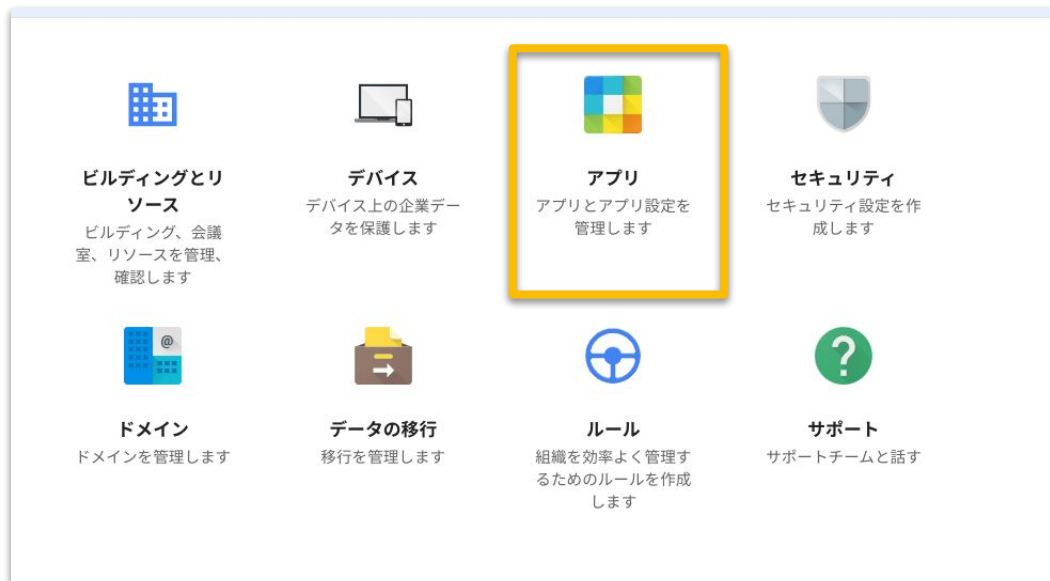 ビルディングとリ
ソース
ビルディング、会議
室、リソースを管理、
確認します
デバイス
デバイス上の企業デー
タを保護します
アプリ
アプリとアプリ設定を
管理します
セキュリティ
セキュリティ設定を作
成します
@
ドメイン
ドメインを管理します
データの移行
移行を管理します
ルール
組織を効率よく管理す
るためのルールを作成
します
?
サポート
サポートチームと話す